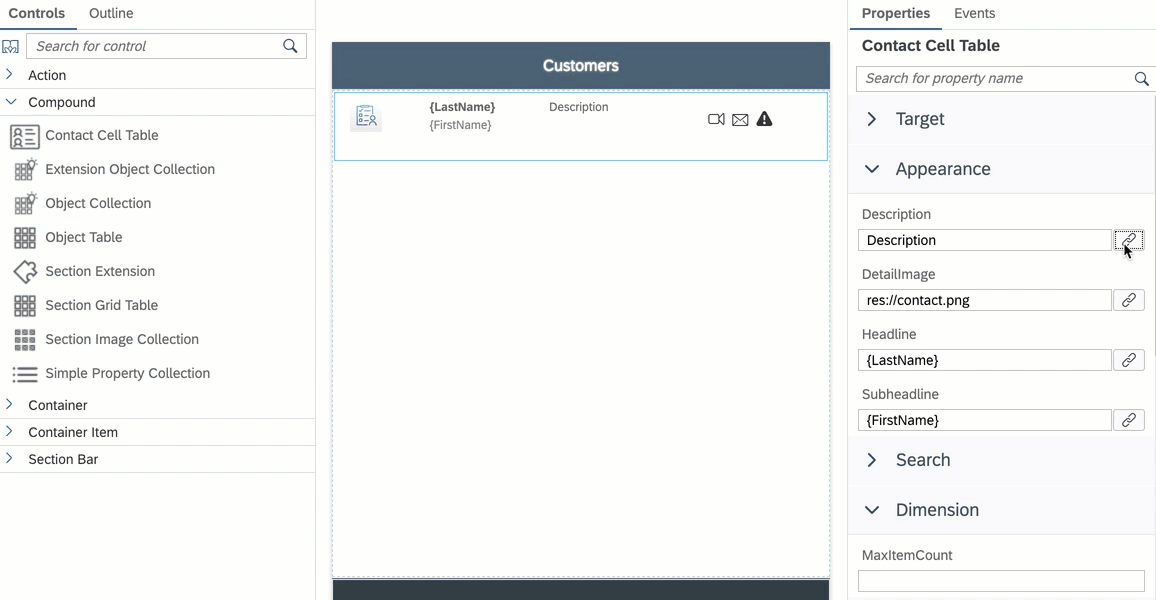 Controls
Outline
Search for control
Action
Compound
Contact Cell Table
Extension Object Collection
Object Collection
Object Table
Section Extension
Section Grid Table
Section Image Collection
Simple Property Collection
Container
Container Item
Section Bar
Customers
{LastName}
Description
{FirstName}
Properties
Events
Contact Cell Table
Search for property name
Target
Appearance
Description
Description
DetailImage
res://contact.png
Headline
{LastName}
Subheadline
{FirstName}
Search
Dimension
MaxItemCount